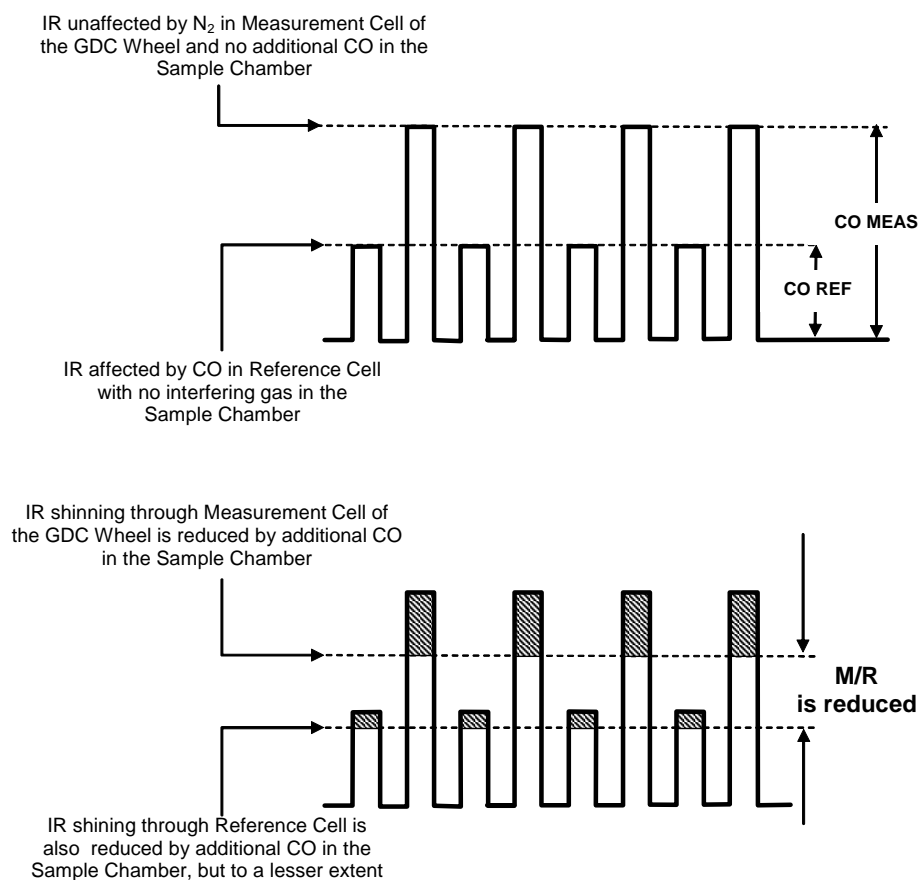 IR unaffected by N₂ in Measurement Cell of
the GDC Wheel and no additional CO in the
Sample Chamber
CO MEAS
CO REF
IR affected by CO in Reference Cell
with no interfering gas in the
Sample Chamber
IR shinning through Measurement Cell of
the GDC Wheel is reduced by additional CO
in the Sample Chamber
M/R
is reduced
IR shining through Reference Cell is
also reduced by additional CO in the
Sample Chamber, but to a lesser extent